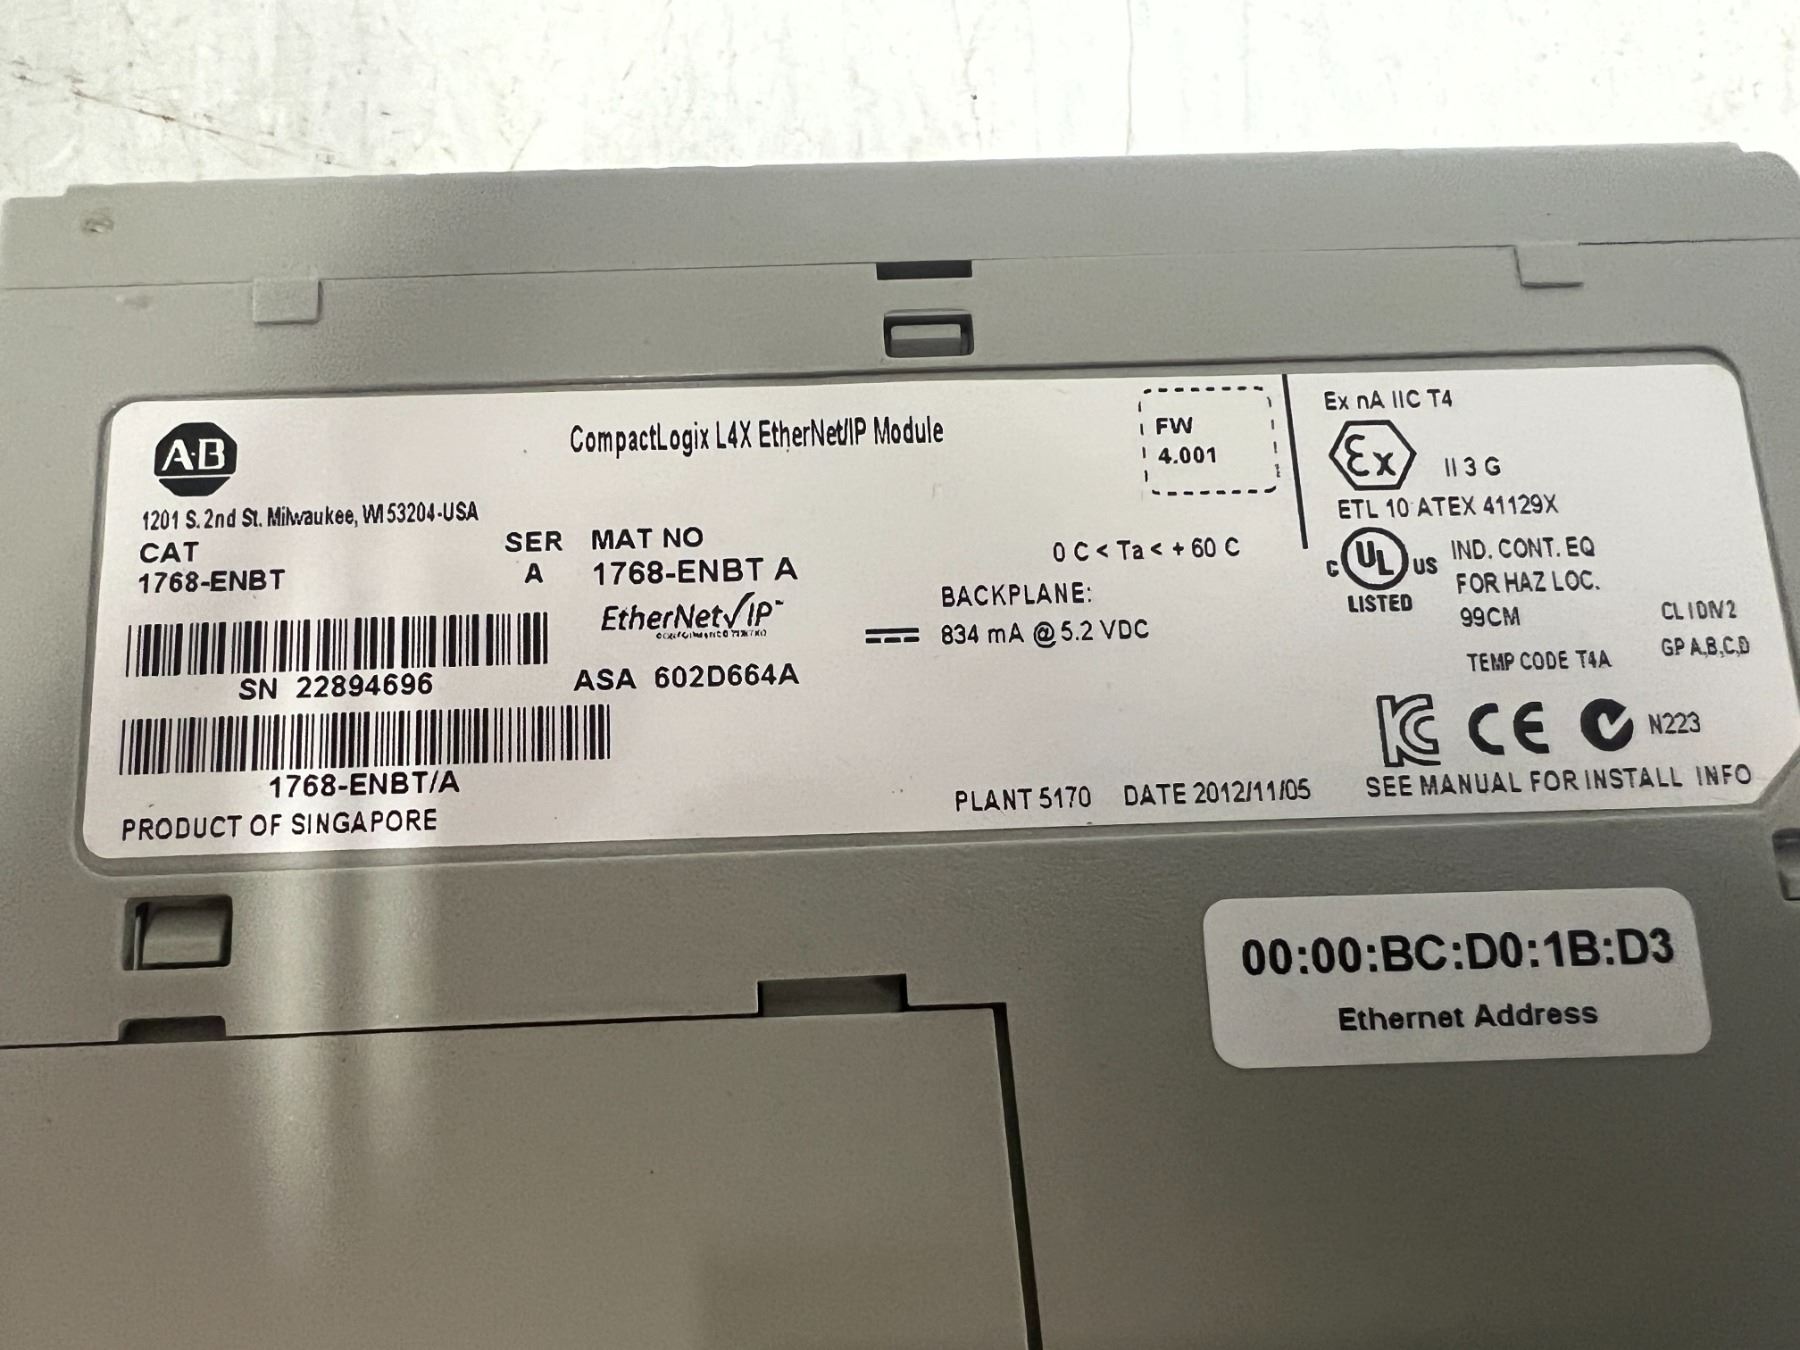 A·B
CompactLogix L4X EtherNet/IP Module
FW
4.001
1201 S. 2nd St. Milwaukee, WI 53204-USA
CAT
1768-ENBT
SER
A
MAT NO
1768-ENBT A
EtherNet/IP™
SN 22894696
ASA 602D664A
1768-ENBT/A
PRODUCT OF SINGAPORE
0 C < Ta < + 60 C
BACKPLANE:
834 mA @ 5.2 VDC
PLANT 5170 DATE 2012/11/05
Ex nA IIC T4
Ex II 3 G
ETL 10 ATEX 41129X
C UL US
LISTED
IND. CONT. EQ
FOR HAZ LOC.
99CM
CL I DIV 2
GP A,B,C,D
TEMP CODE T4A
KC CE N223
SEE MANUAL FOR INSTALL INFO
00:00:BC:D0:1B:D3
Ethernet Address